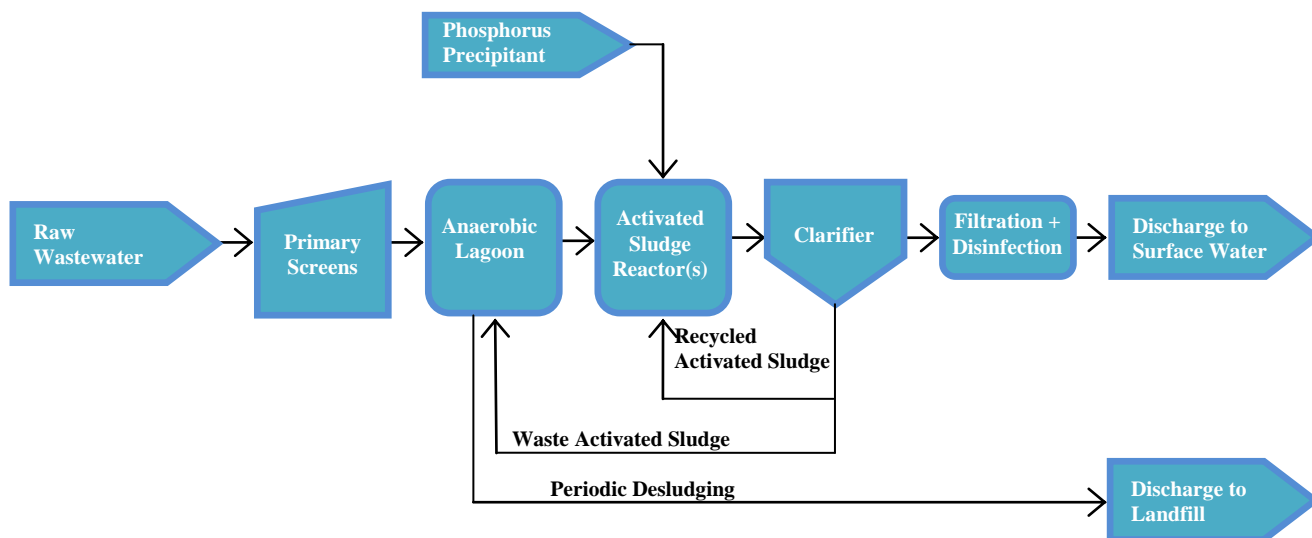 Phosphorus
Precipitant
Raw
Wastewater
Primary
Screens
Anaerobic
Lagoon
Activated
Sludge
Reactor(s)
Clarifier
Filtration +
Disinfection
Discharge to
Surface Water
Recycled
Activated Sludge
Waste Activated Sludge
Periodic Desludging
Discharge to
Landfill